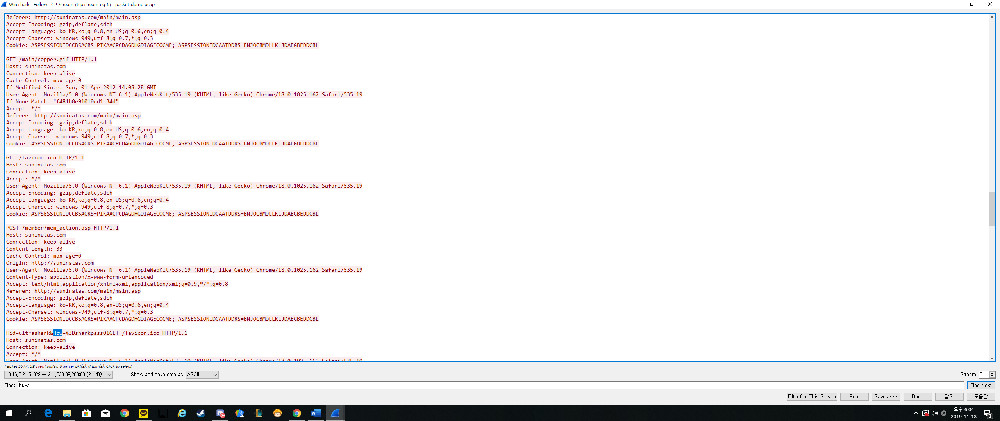 Wireshark · Follow TCP Stream (tcp.stream eq 6) · packet_dump.pcap
Referer: http://suninatas.com/main/main.asp
Accept-Encoding: gzip,deflate,sdch
Accept-Language: ko-KR,ko;q=0.8,en-US;q=0.6,en;q=0.4
Accept-Charset: windows-949,utf-8;q=0.7,*;q=0.3
Cookie: ASPSESSIONIDCCBSACRS=PIKAACPCDAGDHGDIAGECOCME; ASPSESSIONIDCAATDDRS=BNJOCBMDLLKLJDAEGBEDDCBL
GET /main/copper.gif HTTP/1.1
Host: suninatas.com
Connection: keep-alive
Cache-Control: max-age=0
If-Modified-Since: Sun, 01 Apr 2012 14:08:28 GMT
User-Agent: Mozilla/5.0 (Windows NT 6.1) AppleWebKit/535.19 (KHTML, like Gecko) Chrome/18.0.1025.162 Safari/535.19
If-None-Match: "f481b0e91010cd1:34d"
Accept: */*
Referer: http://suninatas.com/main/main.asp
Accept-Encoding: gzip,deflate,sdch
Accept-Language: ko-KR,ko;q=0.8,en-US;q=0.6,en;q=0.4
Accept-Charset: windows-949,utf-8;q=0.7,*;q=0.3
Cookie: ASPSESSIONIDCCBSACRS=PIKAACPCDAGDHGDIAGECOCME; ASPSESSIONIDCAATDDRS=BNJOCBMDLLKLJDAEGBEDDCBL
GET /favicon.ico HTTP/1.1
Host: suninatas.com
Connection: keep-alive
Accept: */*
User-Agent: Mozilla/5.0 (Windows NT 6.1) AppleWebKit/535.19 (KHTML, like Gecko) Chrome/18.0.1025.162 Safari/535.19
Accept-Encoding: gzip,deflate,sdch
Accept-Language: ko-KR,ko;q=0.8,en-US;q=0.6,en;q=0.4
Accept-Charset: windows-949,utf-8;q=0.7,*;q=0.3
Cookie: ASPSESSIONIDCCBSACRS=PIKAACPCDAGDHGDIAGECOCME; ASPSESSIONIDCAATDDRS=BNJOCBMDLLKLJDAEGBEDDCBL
POST /member/mem_action.asp HTTP/1.1
Host: suninatas.com
Connection: keep-alive
Content-Length: 33
Cache-Control: max-age=0
Origin: http://suninatas.com
User-Agent: Mozilla/5.0 (Windows NT 6.1) AppleWebKit/535.19 (KHTML, like Gecko) Chrome/18.0.1025.162 Safari/535.19
Content-Type: application/x-www-form-urlencoded
Accept: text/html,application/xhtml+xml,application/xml;q=0.9,*/*;q=0.8
Referer: http://suninatas.com/main/main.asp
Accept-Encoding: gzip,deflate,sdch
Accept-Language: ko-KR,ko;q=0.8,en-US;q=0.6,en;q=0.4
Accept-Charset: windows-949,utf-8;q=0.7,*;q=0.3
Cookie: ASPSESSIONIDCCBSACRS=PIKAACPCDAGDHGDIAGECOCME; ASPSESSIONIDCAATDDRS=BNJOCBMDLLKLJDAEGBEDDCBL
Hid=ultrashark&Hpw=%3Dsharkpass01GET /favicon.ico HTTP/1.1
Host: suninatas.com
Connection: keep-alive
Accept: */*
User-Agent: Mozilla/5.0 (Windows NT 6.1) AppleWebKit/535.19 (KHTML, like Gecko) Chrome/18.0.1025.162 Safari/535.19
Packet 5517. 39 client pkt(s), 0 server pkt(s), 0 turn(s). Click to select.
10.16.7.21:51329 → 211.233.89.203:80 (21 kB) Show and save data as ASCII Stream 6
Find: Hpw Find Next
Filter Out This Stream Print Save as… Back 닫기 도움말
TALK 9+ 오후 6:04
2019-11-18 3